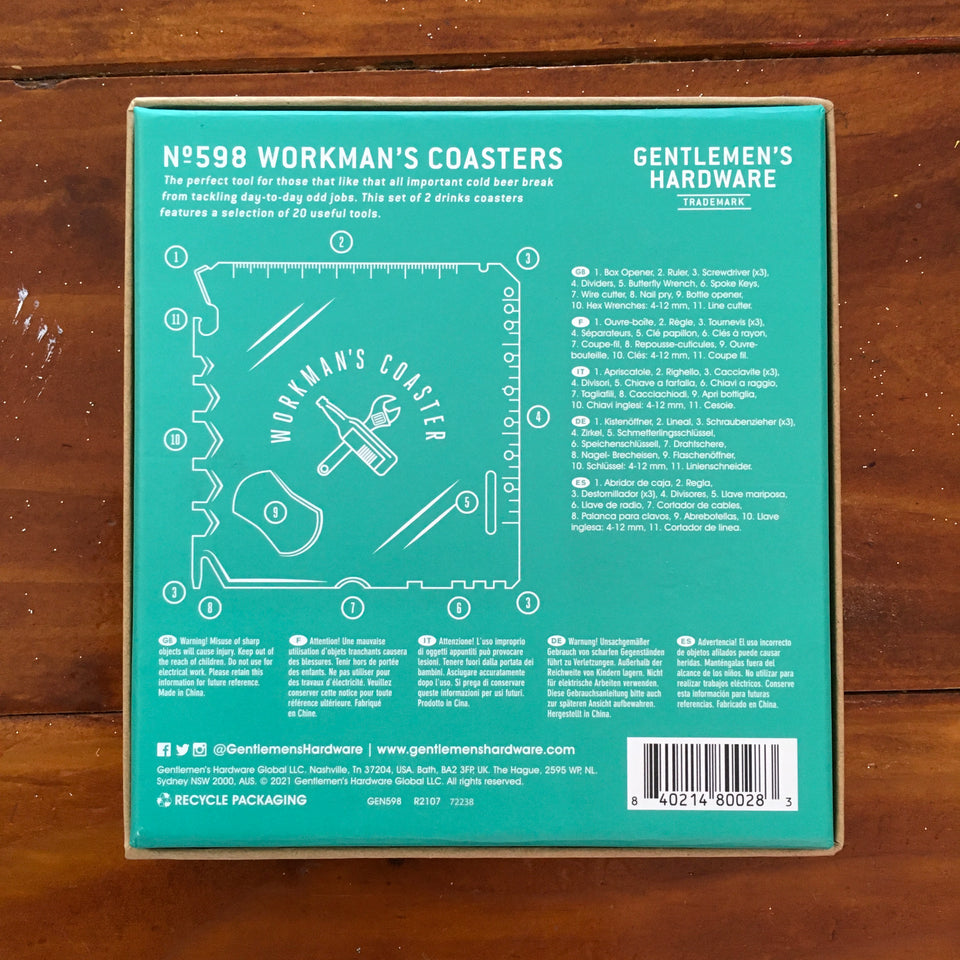 Nº598 WORKMAN'S COASTERS
The perfect tool for those that like that all important cold beer break
from tackling day-to-day odd jobs. This set of 2 drinks coasters
features a selection of 20 useful tools.
GENTLEMEN'S
HARDWARE
TRADEMARK
1
2
3
11
10
4
5
9
3
8
7
6
3
WORKMAN'S COASTER
GB 1. Box Opener, 2. Ruler, 3. Screwdriver (x3),
4. Dividers, 5. Butterfly Wrench, 6. Spoke Keys,
7. Wire cutter, 8. Nail pry, 9. Bottle opener,
10. Hex Wrenches: 4-12 mm, 11. Line cutter.
F 1. Ouvre-boîte, 2. Règle, 3. Tournevis (x3),
4. Séparateurs, 5. Clé papillon, 6. Clés à rayon,
7. Coupe-fil, 8. Repousse-cuticules, 9. Ouvre-
bouteille, 10. Clés: 4-12 mm, 11. Coupe fil.
IT 1. Apriscatole, 2. Righello, 3. Cacciavite (x3),
4. Divisori, 5. Chiave a farfalla, 6. Chiavi a raggio,
7. Tagliafili, 8. Cacciachiodi, 9. Apri bottiglia,
10. Chiavi inglesi: 4-12 mm, 11. Cesoie.
DE 1. Kistenöffner, 2. Lineal, 3. Schraubenzieher (x3),
4. Zirkel, 5. Schmetterlingsschlüssel,
6. Speichenschlüssell, 7. Drahtschere,
8. Nagel- Brecheisen, 9. Flaschenöffner,
10. Schlüssel: 4-12 mm, 11. Linienschneider.
ES 1. Abridor de caja, 2. Regla,
3. Destornillador (x3), 4. Divisores, 5. Llave mariposa,
6. Llave de radio, 7. Cortador de cables,
8. Palanca para clavos, 9. Abrebotellas, 10. Llave
inglesa: 4-12 mm, 11. Cortador de línea.
GB Warning! Misuse of sharp
objects will cause injury. Keep out of
the reach of children. Do not use for
electrical work. Please retain this
information for future reference.
Made in China.
F Attention! Une mauvaise
utilisation d'objets tranchants causera
des blessures. Tenir hors de portée
des enfants. Ne pas utiliser pour
des travaux d'électricité. Veuillez
conserver cette notice pour toute
référence ultérieure. Fabriqué
en Chine.
IT Attenzione! L'uso improprio
di oggetti appuntiti può provocare
lesioni. Tenere fuori dalla portata dei
bambini. Asciugare accuratamente
dopo l'uso. Si prega di conservare
queste informazioni per usi futuri.
Prodotto in Cina.
DE Warnung! Unsachgemäßer
Gebrauch von scharfen Gegenständen
führt zu Verletzungen. Außerhalb der
Reichweite von Kindern lagern. Nicht
für elektrische Arbeiten verwenden.
Diese Gebrauchsanleitung bitte auch
zur späteren Ansicht aufbewahren.
Hergestellt in China.
ES Advertencia! El uso incorrecto
de objetos afilados puede causar
heridas. Manténgalas fuera del
alcance de los niños. No utilizar para
realizar trabajos eléctricos. Conserve
esta información para futuras
referencias. Fabricado en China.
@GentlemensHardware | www.gentlemenshardware.com
Gentlemen's Hardware Global LLC. Nashville, Tn 37204, USA. Bath, BA2 3FP, UK. The Hague, 2595 WP, NL.
Sydney NSW 2000, AUS. © 2021 Gentlemen's Hardware Global LLC. All rights reserved.
RECYCLE PACKAGING GEN598 R2107 72238
8 40214 80028 3